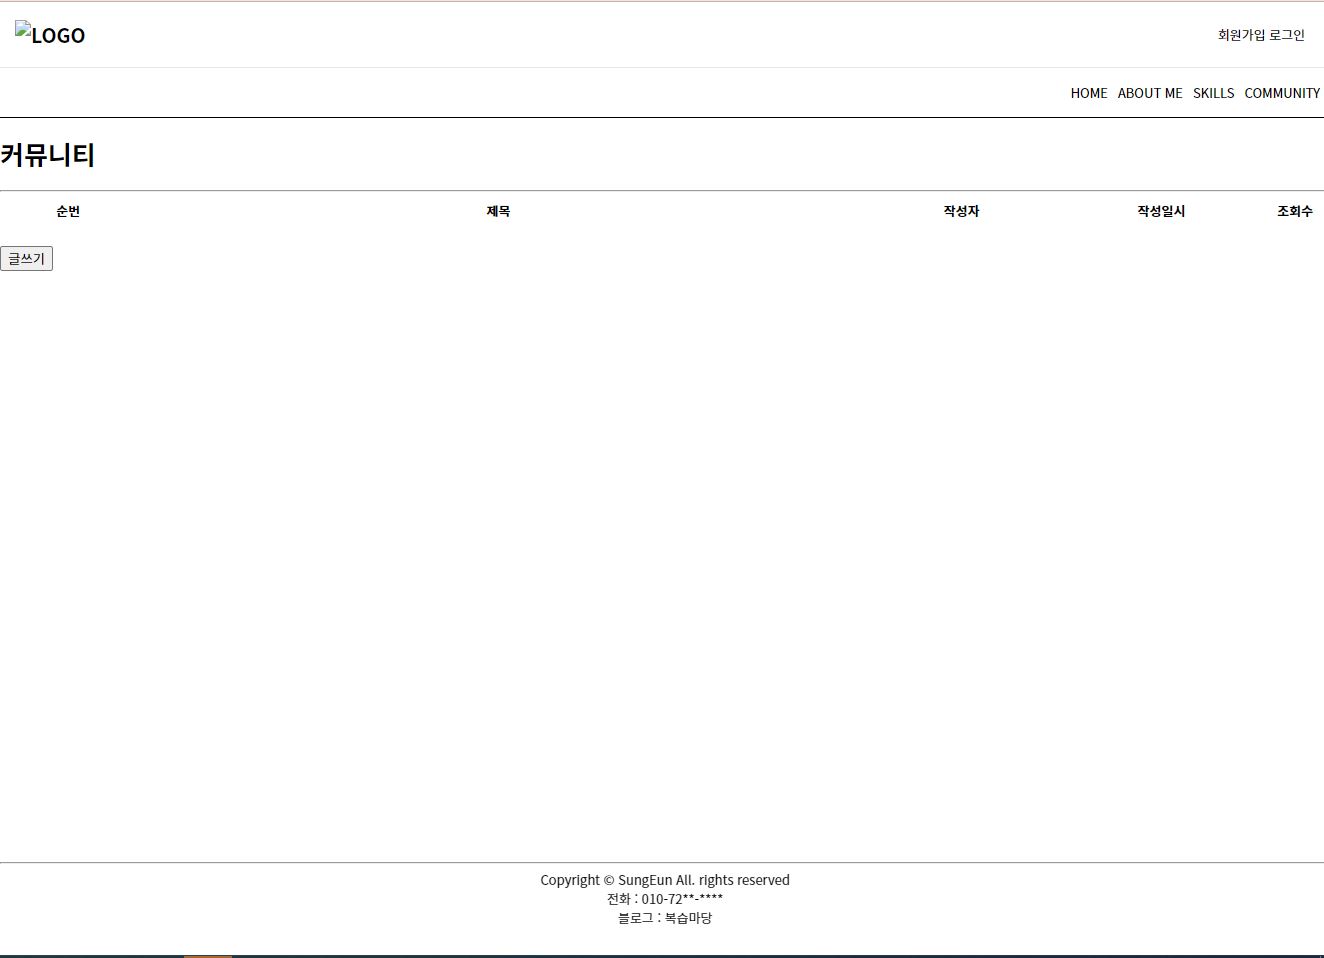 LOGO
회원가입 로그인
HOME ABOUT ME SKILLS COMMUNITY
커뮤니티
순번 제목 작성자 작성일시 조회수
글쓰기
Copyright © SungEun All. rights reserved
전화 : 010-72**-****
블로그 : 복습마당